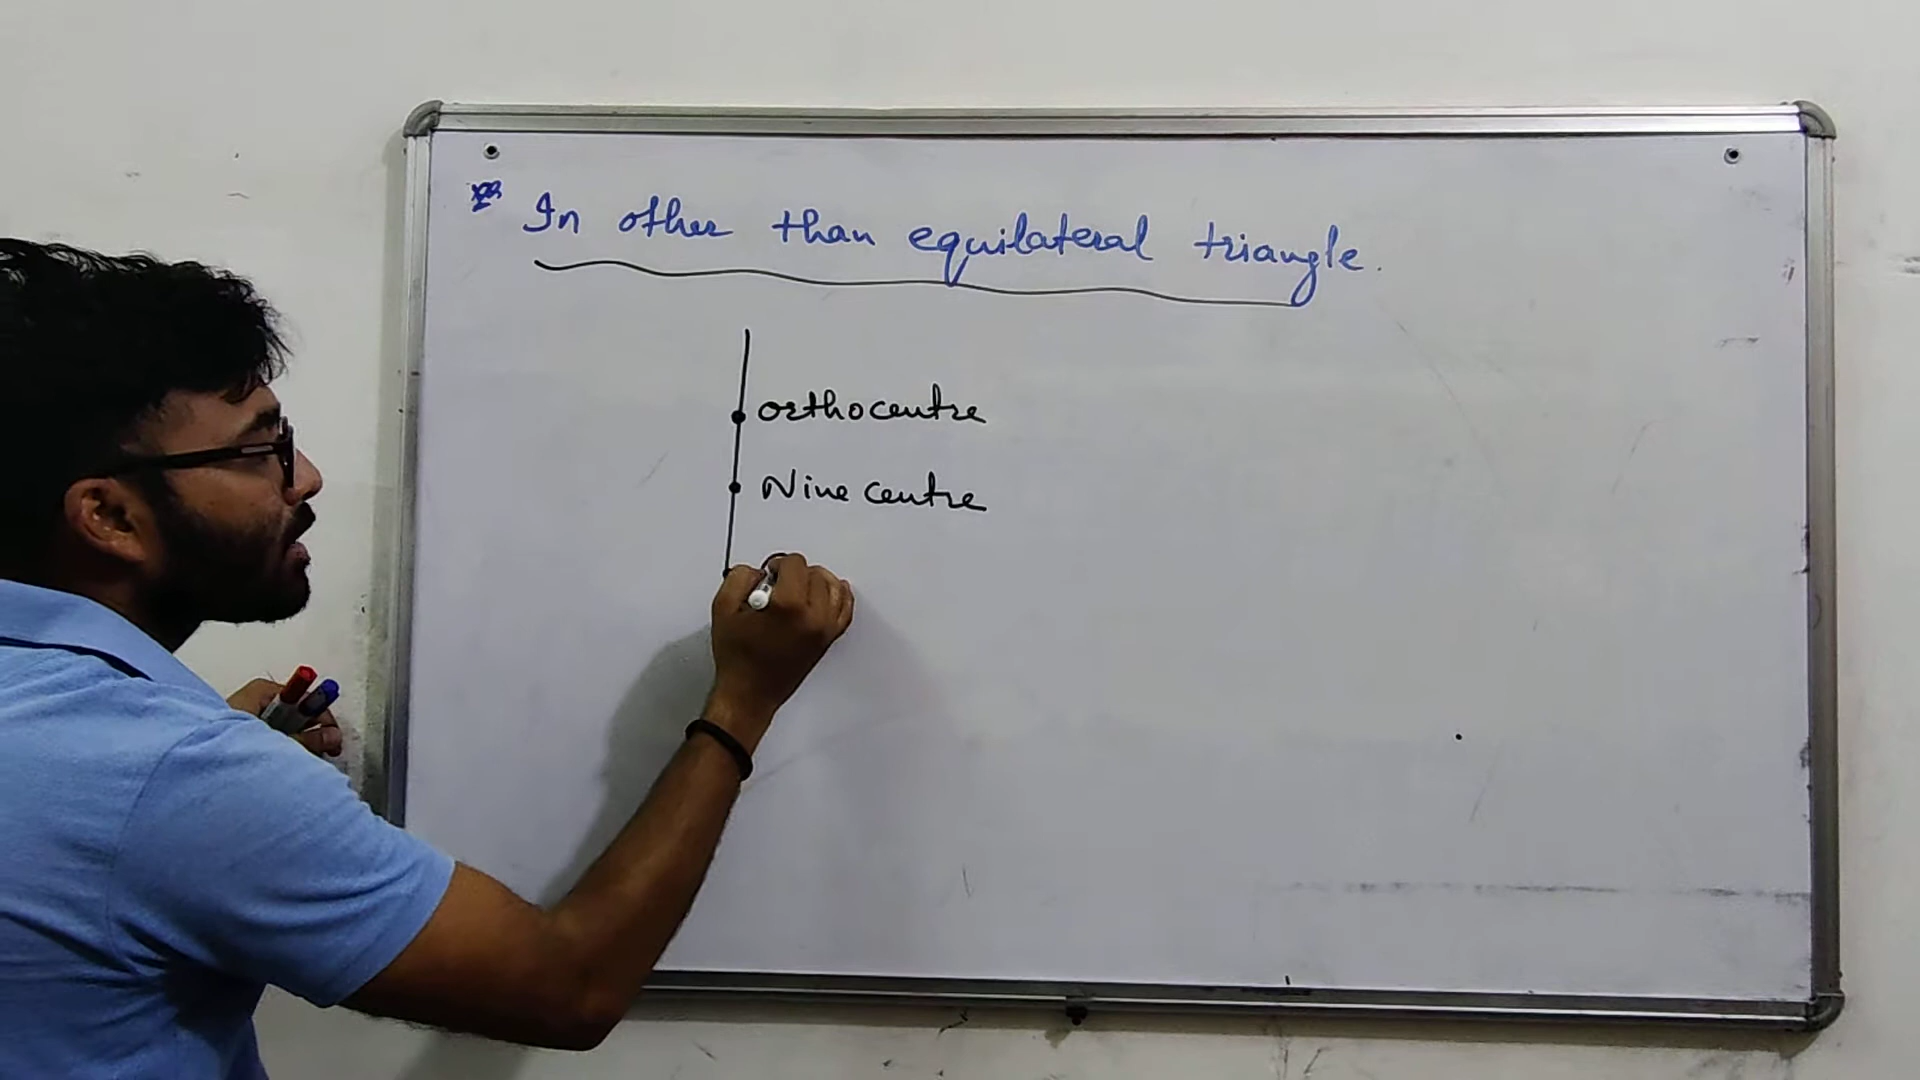 In other than equilateral triangle.
orthocentre
Nine centre